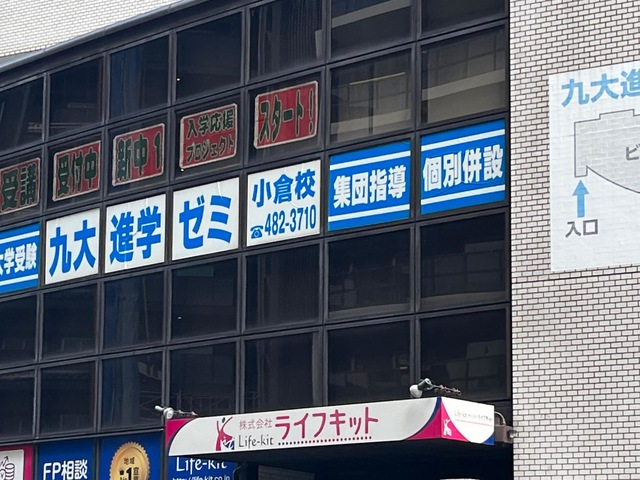 受講
受付中
新中1
入学応援
プロジェクト
スタート!
大学受験
九大
進学
ゼミ
小倉校
☎482-3710
集団指導
個別併設
九大進
ビ
入口
株式会社
Life-kit
ライフキット
FP相談
地域
Life-Kit